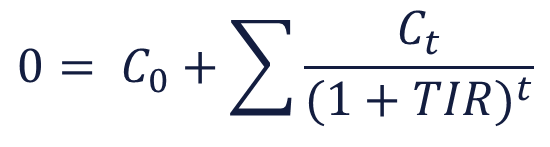 0 = C₀ + ∑ Cₜ / (1 + TIR)ᵗ